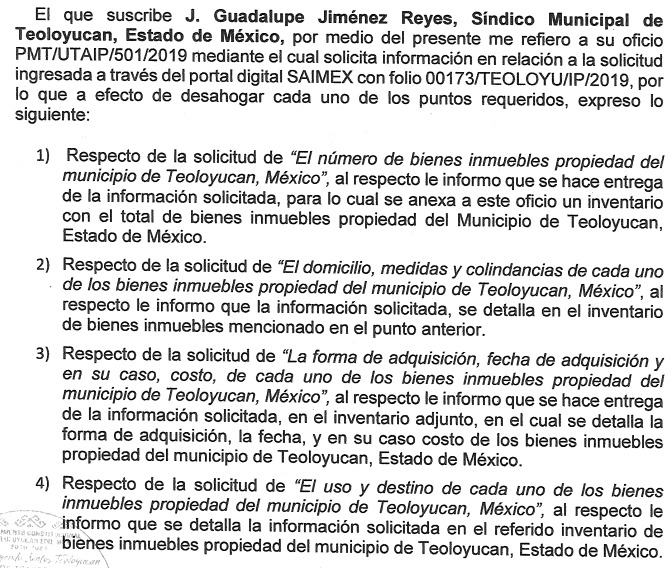 El que suscribe J. Guadalupe Jiménez Reyes, Síndico Municipal de
Teoloyucan, Estado de México, por medio del presente me refiero a su oficio
PMT/UTAIP/501/2019 mediante el cual solicita información en relación a la solicitud
ingresada a través del portal digital SAIMEX con folio 00173/TEOLOYU/IP/2019, por
lo que a efecto de desahogar cada uno de los puntos requeridos, expreso lo
siguiente:
1) Respecto de la solicitud de “El número de bienes inmuebles propiedad del
municipio de Teoloyucan, México”, al respecto le informo que se hace entrega
de la información solicitada, para lo cual se anexa a este oficio un inventario
con el total de bienes inmuebles propiedad del Municipio de Teoloyucan,
Estado de México.
2) Respecto de la solicitud de “El domicilio, medidas y colindancias de cada uno
de los bienes inmuebles propiedad del municipio de Teoloyucan, México”, al
respecto le informo que la información solicitada, se detalla en el inventario
de bienes inmuebles mencionado en el punto anterior.
3) Respecto de la solicitud de “La forma de adquisición, fecha de adquisición y
en su caso, costo, de cada uno de los bienes inmuebles propiedad del
municipio de Teoloyucan, México”, al respecto le informo que se hace entrega
de la información solicitada, en el inventario adjunto, en el cual se detalla la
forma de adquisición, la fecha, y en su caso costo de los bienes inmuebles
propiedad del municipio de Teoloyucan, Estado de México.
4) Respecto de la solicitud de “El uso y destino de cada uno de los bienes
inmuebles propiedad del municipio de Teoloyucan, México”, al respecto le
informo que se detalla la información solicitada en el referido inventario de
bienes inmuebles propiedad del municipio de Teoloyucan, Estado de México.